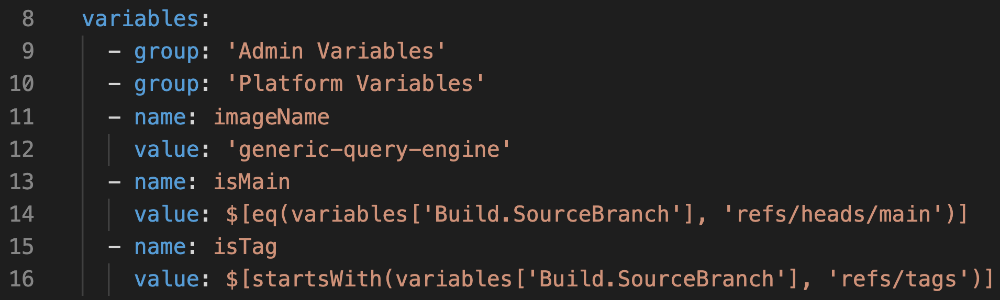 8 variables:
9 - group: 'Admin Variables'
10 - group: 'Platform Variables'
11 - name: imageName
12 value: 'generic-query-engine'
13 - name: isMain
14 value: $[eq(variables['Build.SourceBranch'], 'refs/heads/main')]
15 - name: isTag
16 value: $[startsWith(variables['Build.SourceBranch'], 'refs/tags')]